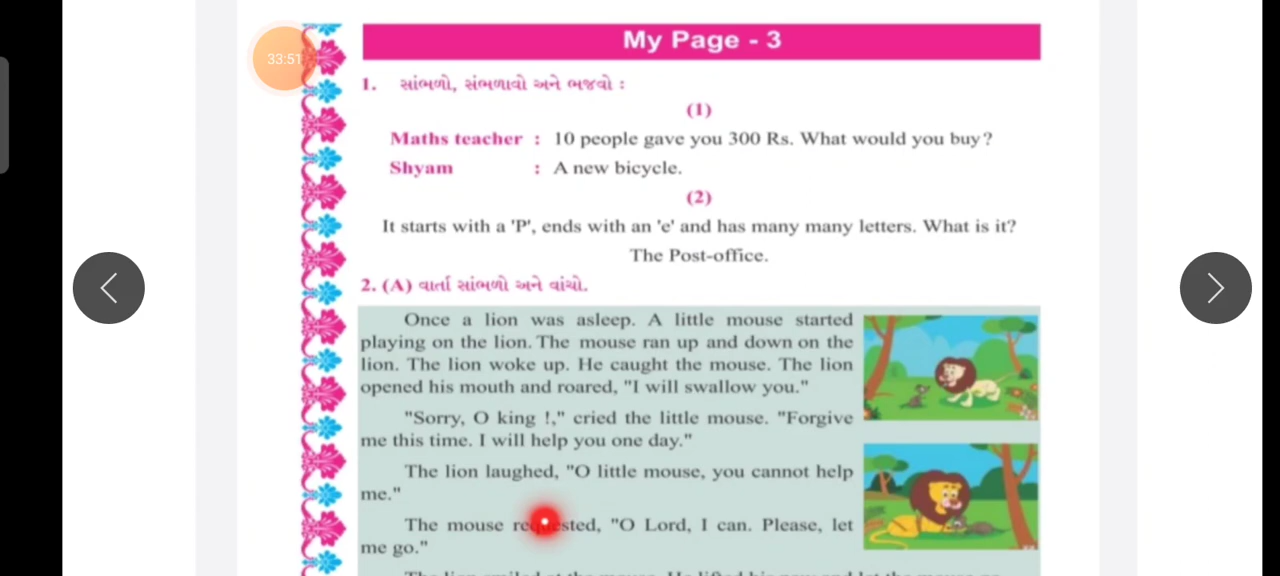 33:51
My Page - 3
1. સાંભળો, સંભળાવો અને ભજવો :
(1)
Maths teacher : 10 people gave you 300 Rs. What would you buy?
Shyam : A new bicycle.
(2)
It starts with a 'P', ends with an 'e' and has many many letters. What is it?
The Post-office.
2. (A) વાર્તા સાંભળો અને વાંચો.
Once a lion was asleep. A little mouse started
playing on the lion. The mouse ran up and down on the
lion. The lion woke up. He caught the mouse. The lion
opened his mouth and roared, "I will swallow you."
"Sorry, O king !," cried the little mouse. "Forgive
me this time. I will help you one day."
The lion laughed, "O little mouse, you cannot help
me."
The mouse requested, "O Lord, I can. Please, let
me go."